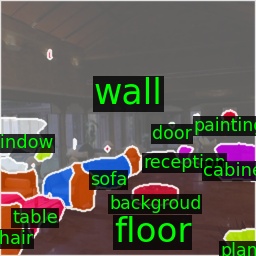 wall
painting
door
indow
reception
cabine
sofa
backgroud
table
floor
hair
plan